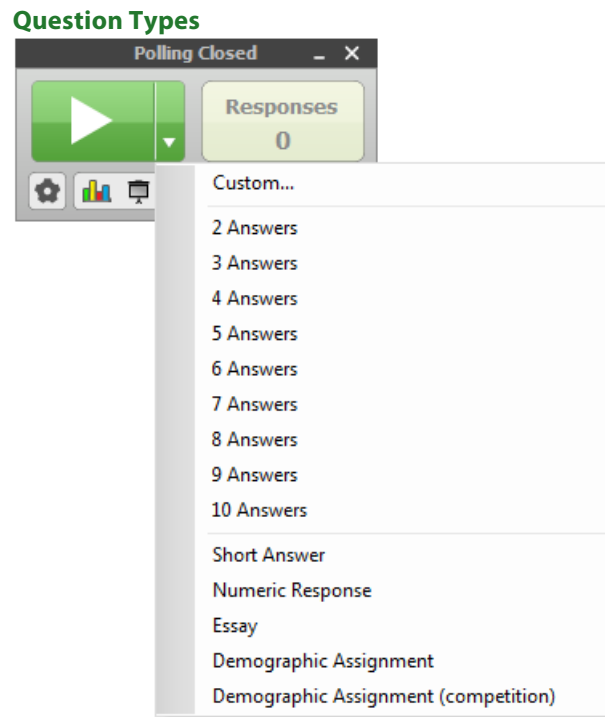 Question Types
Polling Closed
Responses
0
Custom...
2 Answers
3 Answers
4 Answers
5 Answers
6 Answers
7 Answers
8 Answers
9 Answers
10 Answers
Short Answer
Numeric Response
Essay
Demographic Assignment
Demographic Assignment (competition)